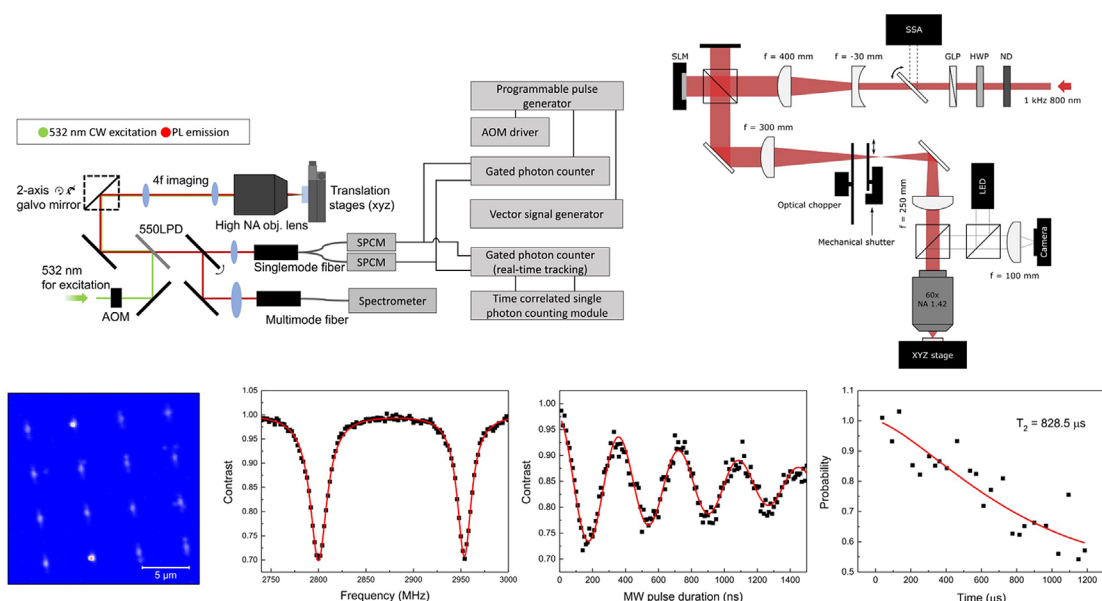 532 nm CW excitation
PL emission
2-axis
galvo mirror
4f imaging
High NA obj. lens
Translation
stages (xyz)
550LPD
532 nm
for excitation
AOM
Singlemode fiber
Multimode fiber
SPCM
SPCM
Spectrometer
Programmable pulse
generator
AOM driver
Gated photon counter
Vector signal generator
Gated photon counter
(real-time tracking)
Time correlated single
photon counting module
SSA
SLM
f = 400 mm
f = -30 mm
GLP
HWP
ND
1 kHz 800 nm
f = 300 mm
Optical chopper
Mechanical shutter
f = 250 mm
LED
Camera
f = 100 mm
60x
NA 1.42
XYZ stage
5 μm
Contrast
1.05
1.00
0.95
0.90
0.85
0.80
0.75
0.70
2800
2850
2900
2950
3000
Frequency (MHz)
Contrast
1.00
0.95
0.90
0.85
0.80
0.75
0.70
0
200
400
600
800
1000
1200
1400
MW pulse duration (ns)
Probability
1.1
1.0
0.9
0.8
0.7
0.6
0.5
T2 = 828.5 μs
0
200
400
600
800
1000
1200
Time (μs)